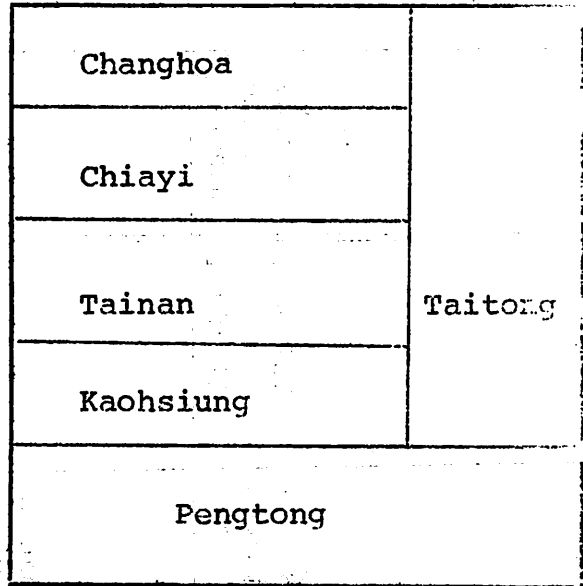 Changhoa
Chiayi
Tainan
Taitong
Kaohsiung
Pengtong